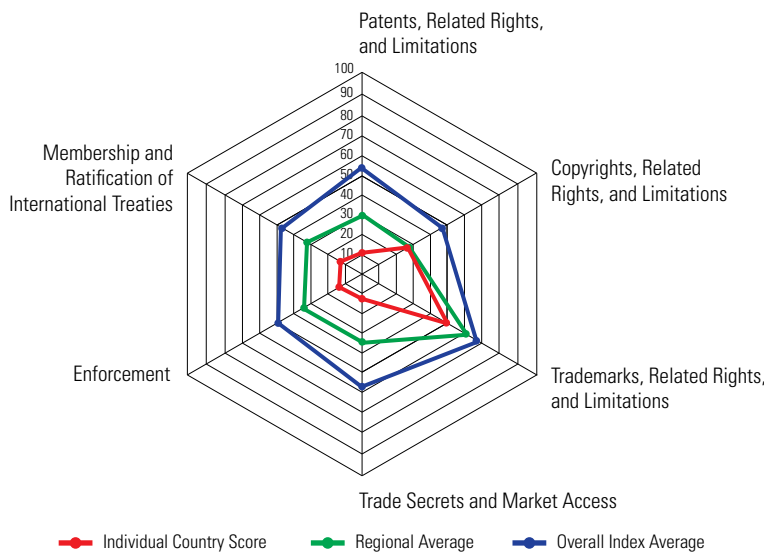 Patents, Related Rights,
and Limitations
100
90
80
70
60
50
40
30
20
10
Membership and
Ratification of
International Treaties
Copyrights, Related
Rights, and Limitations
Enforcement
Trademarks, Related Rights,
and Limitations
Trade Secrets and Market Access
Individual Country Score
Regional Average
Overall Index Average